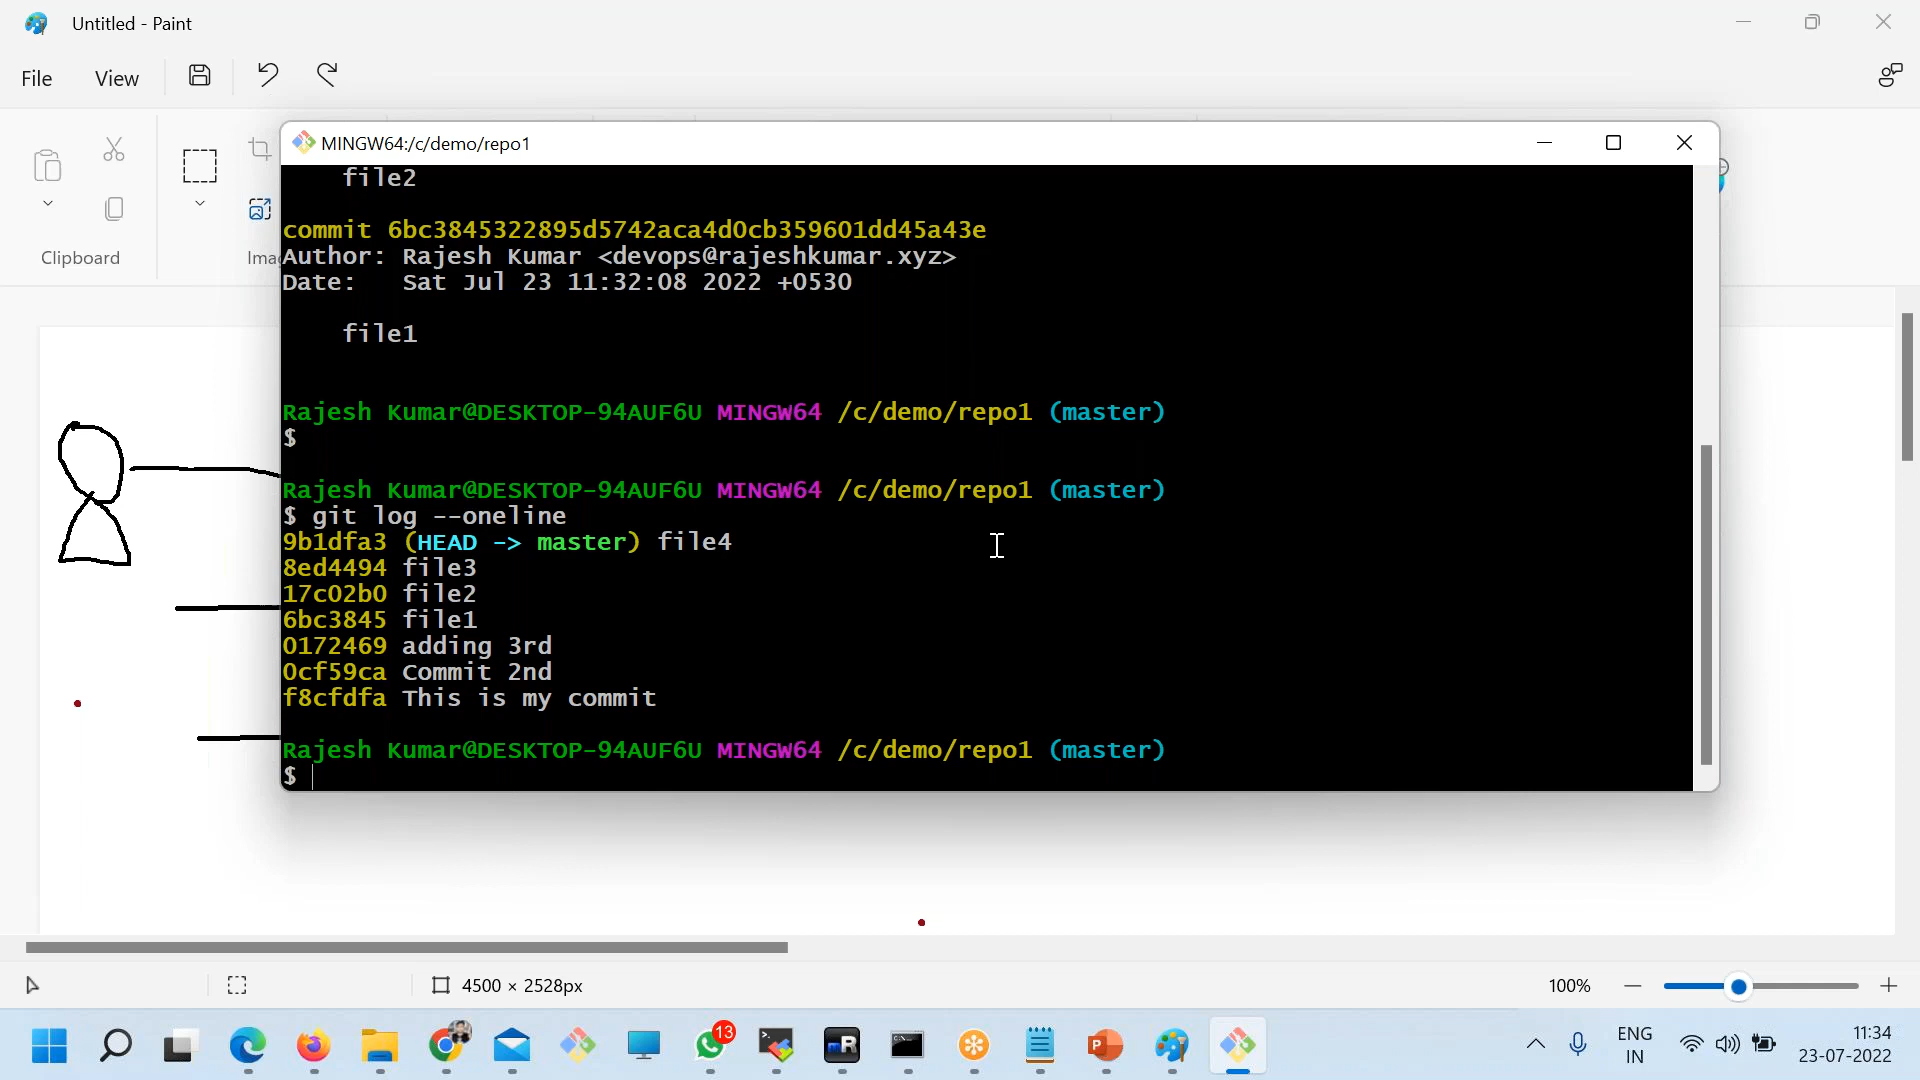 Untitled - Paint
File View
Clipboard
Imag
MINGW64:/c/demo/repo1
file2
commit 6bc3845322895d5742aca4d0cb359601dd45a43e
Author: Rajesh Kumar <devops@rajeshkumar.xyz>
Date:   Sat Jul 23 11:32:08 2022 +0530
file1
Rajesh Kumar@DESKTOP-94AUF6U MINGW64 /c/demo/repo1 (master)
$
Rajesh Kumar@DESKTOP-94AUF6U MINGW64 /c/demo/repo1 (master)
$ git log --oneline
9b1dfa3 (HEAD -> master) file4
8ed4494 file3
17c02b0 file2
6bc3845 file1
0172469 adding 3rd
0cf59ca Commit 2nd
f8cfdfa This is my commit
Rajesh Kumar@DESKTOP-94AUF6U MINGW64 /c/demo/repo1 (master)
$
4500 × 2528px
100%
13
ENG
IN
11:34
23-07-2022